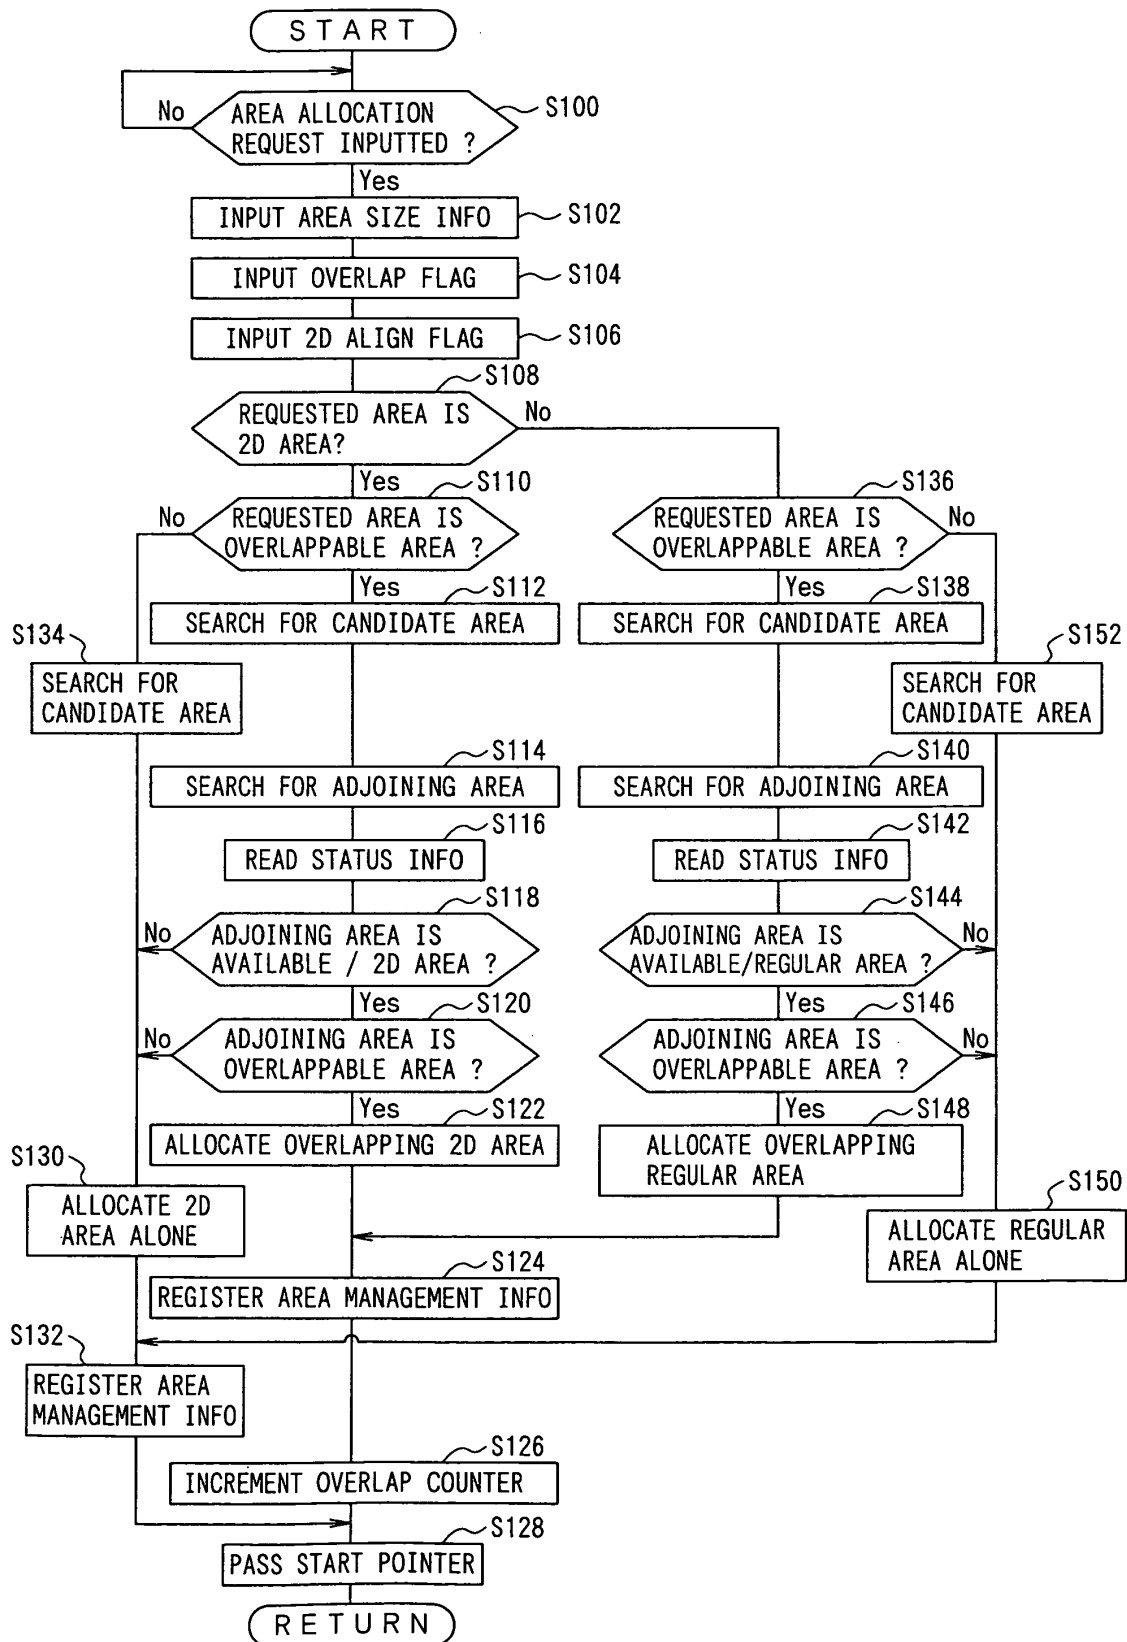 START
No
AREA ALLOCATION
REQUEST INPUTTED ?
S100
Yes
INPUT AREA SIZE INFO
S102
INPUT OVERLAP FLAG
S104
INPUT 2D ALIGN FLAG
S106
S108
REQUESTED AREA IS
2D AREA?
No
Yes
S110
S136
No
REQUESTED AREA IS
OVERLAPPABLE AREA ?
REQUESTED AREA IS
OVERLAPPABLE AREA ?
No
Yes
S112
Yes
S138
SEARCH FOR CANDIDATE AREA
SEARCH FOR CANDIDATE AREA
S134
S152
SEARCH FOR
CANDIDATE AREA
SEARCH FOR
CANDIDATE AREA
S114
S140
SEARCH FOR ADJOINING AREA
SEARCH FOR ADJOINING AREA
S116
S142
READ STATUS INFO
READ STATUS INFO
S118
S144
No
ADJOINING AREA IS
AVAILABLE / 2D AREA ?
ADJOINING AREA IS
AVAILABLE/REGULAR AREA ?
No
Yes
S120
Yes
S146
No
ADJOINING AREA IS
OVERLAPPABLE AREA ?
ADJOINING AREA IS
OVERLAPPABLE AREA ?
No
Yes
S122
Yes
S148
ALLOCATE OVERLAPPING 2D AREA
ALLOCATE OVERLAPPING
REGULAR AREA
S130
S150
ALLOCATE 2D
AREA ALONE
ALLOCATE REGULAR
AREA ALONE
S124
REGISTER AREA MANAGEMENT INFO
S132
REGISTER AREA
MANAGEMENT INFO
S126
INCREMENT OVERLAP COUNTER
S128
PASS START POINTER
RETURN